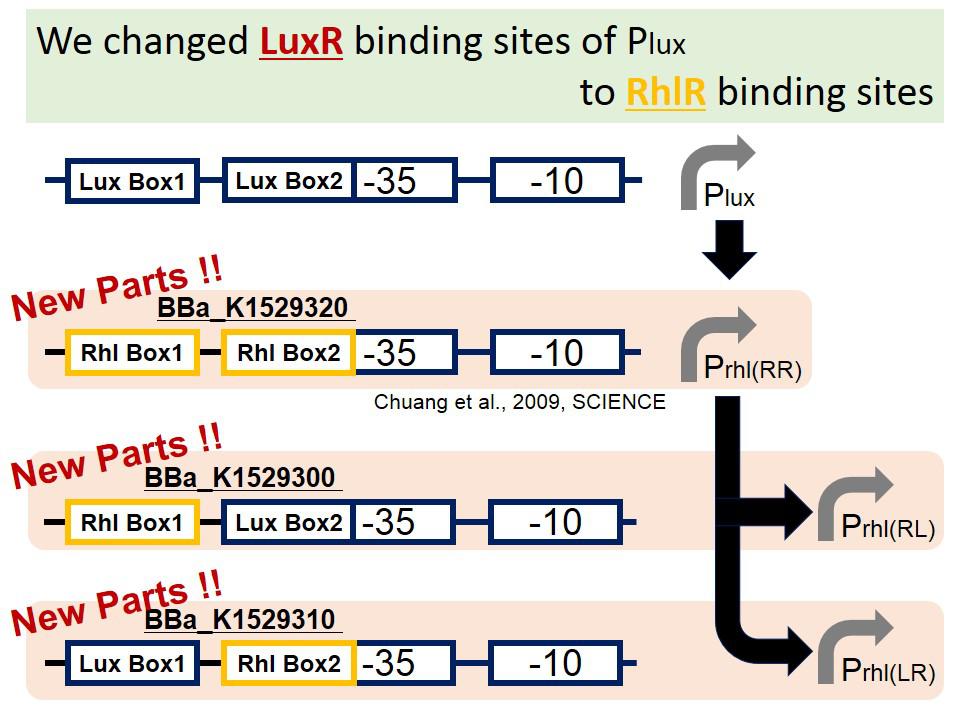 We changed LuxR binding sites of Plux
to RhlR binding sites
Lux Box1 Lux Box2 -35 -10 Plux
New Parts !!
BBa_K1529320
Rhl Box1 Rhl Box2 -35 -10 Prhl(RR)
Chuang et al., 2009, SCIENCE
New Parts !!
BBa_K1529300
Rhl Box1 Lux Box2 -35 -10 Prhl(RL)
New Parts !!
BBa_K1529310
Lux Box1 Rhl Box2 -35 -10 Prhl(LR)